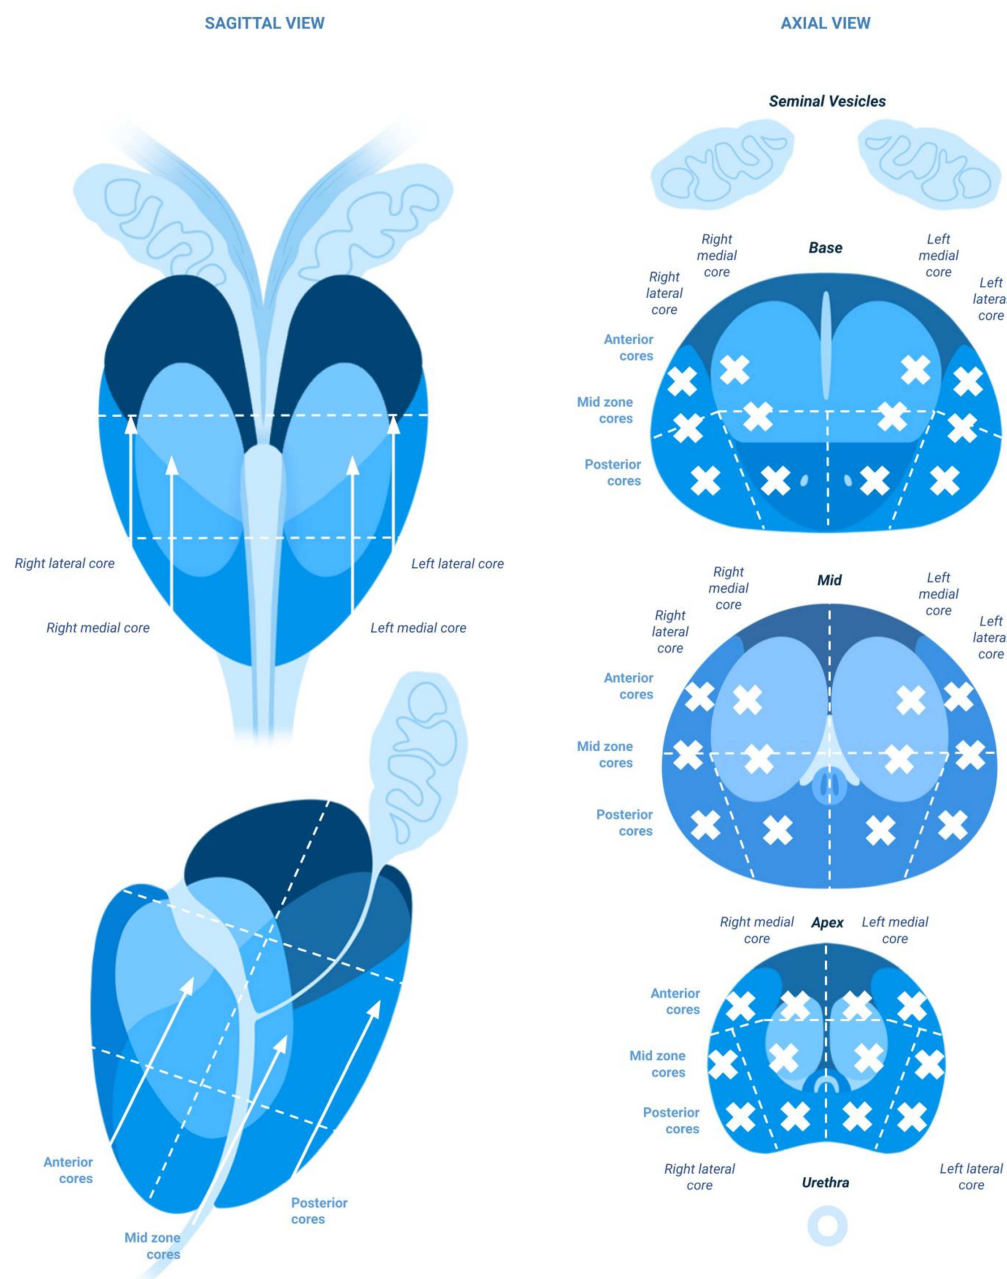 SAGITTAL VIEW
AXIAL VIEW
Seminal Vesicles
Right
medial
core
Base
Left
medial
core
Right
lateral
core
Left
lateral
core
Anterior
cores
Mid zone
cores
Posterior
cores
Right lateral core
Left lateral core
Right medial core
Left medial core
Right
medial
core
Mid
Left
medial
core
Right
lateral
core
Left
lateral
core
Anterior
cores
Mid zone
cores
Posterior
cores
Right medial
core
Apex
Left medial
core
Anterior
cores
Mid zone
cores
Posterior
cores
Right lateral
core
Left lateral
core
Urethra
Anterior
cores
Mid zone
cores
Posterior
cores